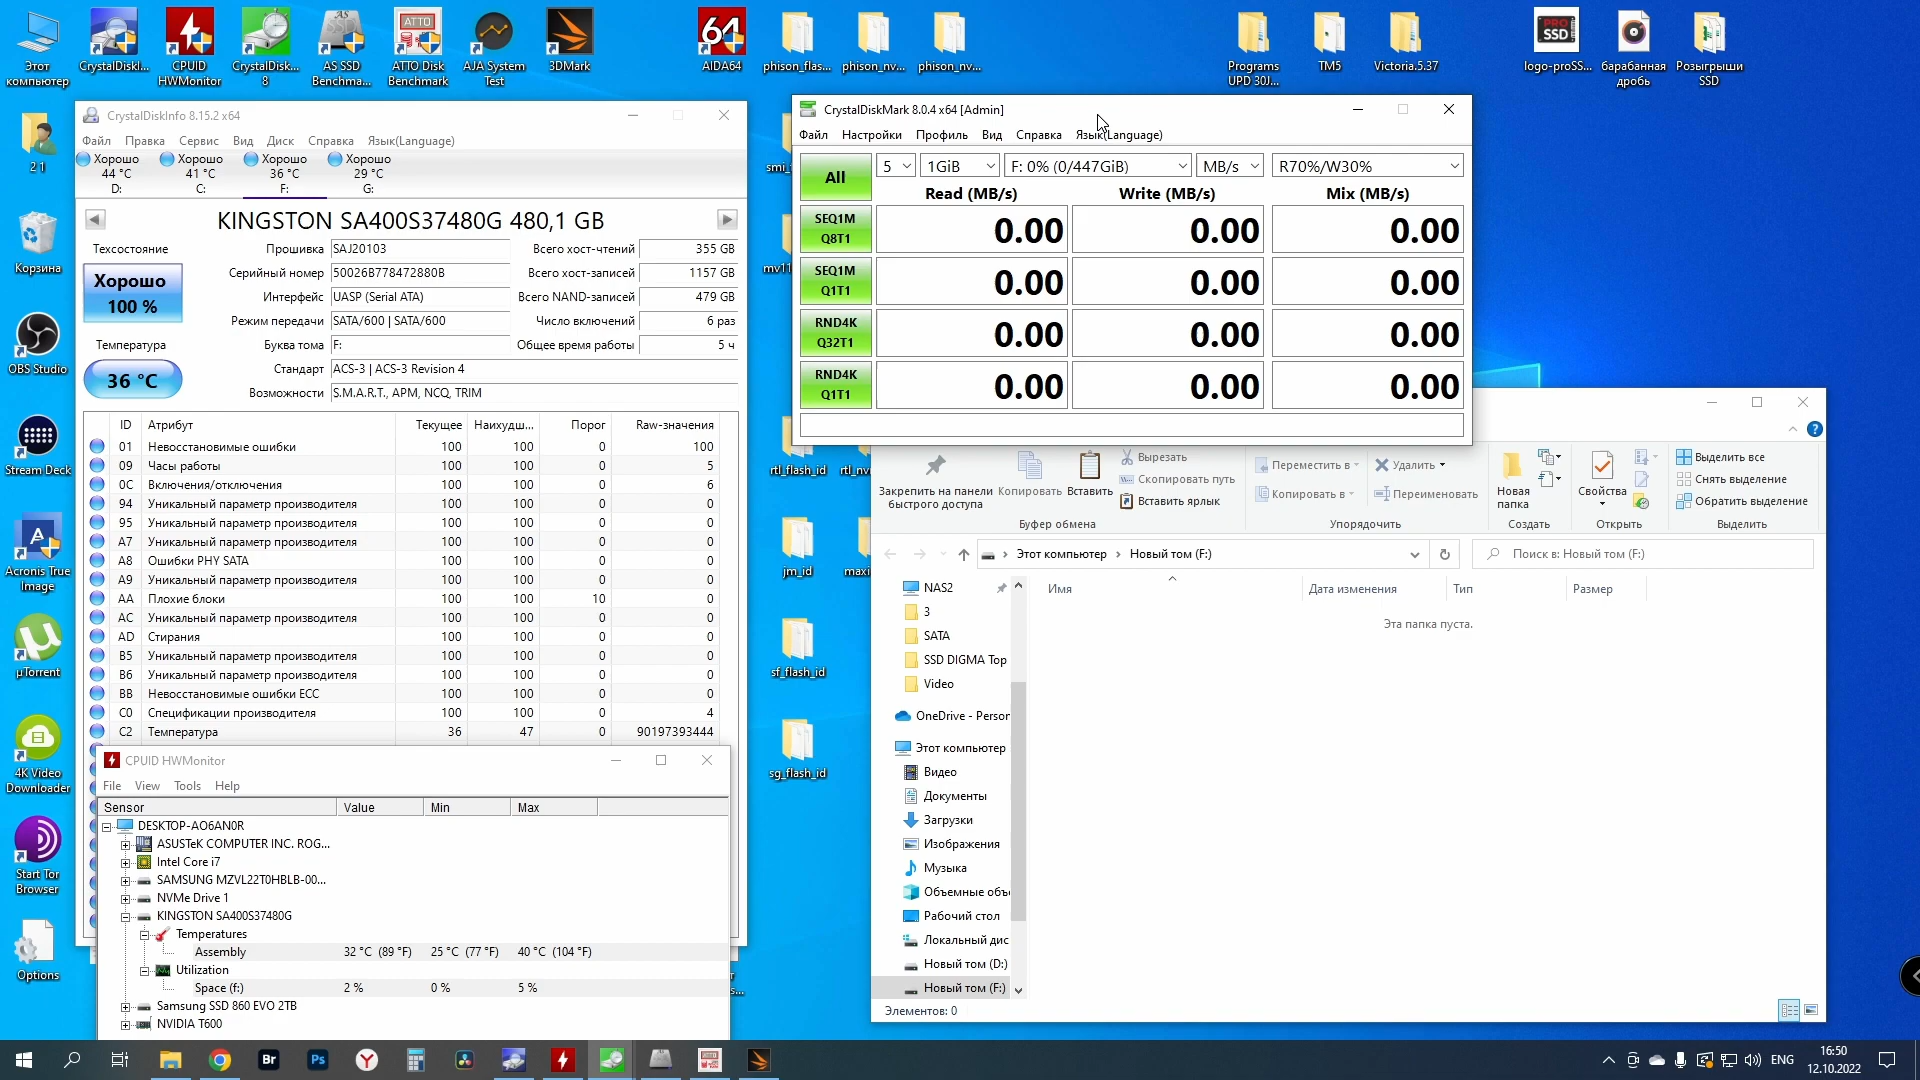 Этот компьютер
CrystalDiskI...
CPUID HWMonitor
CrystalDisk... 8
AS SSD Benchma...
ATTO Disk Benchmark
AJA System Test
3DMark
64
AIDA64
phison_flas...
phison_nv...
phison_nv...
Programs UPD 30J...
TM5
Victoria.5.37
PRO SSD
logo-proSS...
барабанная дробь
Розыгрыши SSD
2 1
Корзина
OBS Studio
Stream Deck
Acronis True Image
µTorrent
4K Video Downloader
Start Tor Browser
Options
CrystalDiskInfo 8.15.2 x64
Файл Правка Сервис Вид Диск Справка Язык(Language)
Хорошо Хорошо Хорошо Хорошо
44 °C 41 °C 36 °C 29 °C
D: C: F: G:
KINGSTON SA400S37480G 480,1 GB
Техсостояние
Хорошо
100 %
Температура
36 °C
Прошивка SAJ20103 Всего хост-чтений 355 GB
Серийный номер 50026B778472880B Всего хост-записей 1157 GB
Интерфейс UASP (Serial ATA) Всего NAND-записей 479 GB
Режим передачи SATA/600 | SATA/600 Число включений 6 раз
Буква тома F: Общее время работы 5 ч
Стандарт ACS-3 | ACS-3 Revision 4
Возможности S.M.A.R.T., APM, NCQ, TRIM
ID Атрибут Текущее Наихудш... Порог Raw-значения
01 Невосстановимые ошибки 100 100 0 100
09 Часы работы 100 100 0 5
0C Включения/отключения 100 100 0 6
94 Уникальный параметр производителя 100 100 0 0
95 Уникальный параметр производителя 100 100 0 0
A7 Уникальный параметр производителя 100 100 0 0
A8 Ошибки PHY SATA 100 100 0 0
A9 Уникальный параметр производителя 100 100 0 0
AA Плохие блоки 100 100 10 0
AC Уникальный параметр производителя 100 100 0 0
AD Стирания 100 100 0 0
B5 Уникальный параметр производителя 100 100 0 0
B6 Уникальный параметр производителя 100 100 0 0
BB Невосстановимые ошибки ECC 100 100 0 0
C0 Спецификации производителя 100 100 0 4
C2 Температура 36 47 0 90197393444
CPUID HWMonitor
File View Tools Help
Sensor Value Min Max
DESKTOP-AO6AN0R
ASUSTeK COMPUTER INC. ROG...
Intel Core i7
SAMSUNG MZVL22T0HBLB-00...
NVMe Drive 1
KINGSTON SA400S37480G
Temperatures
Assembly 32 °C (89 °F) 25 °C (77 °F) 40 °C (104 °F)
Utilization
Space (f:) 2 % 0 % 5 %
Samsung SSD 860 EVO 2TB
NVIDIA T600
rtl_flash_id
jm_id
sf_flash_id
sg_flash_id
CrystalDiskMark 8.0.4 x64 [Admin]
Файл Настройки Профиль Вид Справка Язык(Language)
All 5 1GiB F: 0% (0/447GiB) MB/s R70%/W30%
Read (MB/s) Write (MB/s) Mix (MB/s)
SEQ1M Q8T1 0.00 0.00 0.00
SEQ1M Q1T1 0.00 0.00 0.00
RND4K Q32T1 0.00 0.00 0.00
RND4K Q1T1 0.00 0.00 0.00
Закрепить на панели быстрого доступа
Копировать
Вставить
Вырезать
Скопировать путь
Вставить ярлык
Буфер обмена
Переместить в
Копировать в
Удалить
Переименовать
Упорядочить
Новая папка
Создать
Свойства
Открыть
Выделить все
Снять выделение
Обратить выделение
Выделить
Этот компьютер › Новый том (F:)
Поиск в: Новый том (F:)
Имя Дата изменения Тип Размер
Эта папка пуста.
NAS2
3
SATA
SSD DIGMA Top
Video
OneDrive - Person
Этот компьютер
Видео
Документы
Загрузки
Изображения
Музыка
Объемные объ
Рабочий стол
Локальный дис
Новый том (D:)
Новый том (F:)
Элементов: 0
Br
Ps
ENG
16:50
12.10.2022